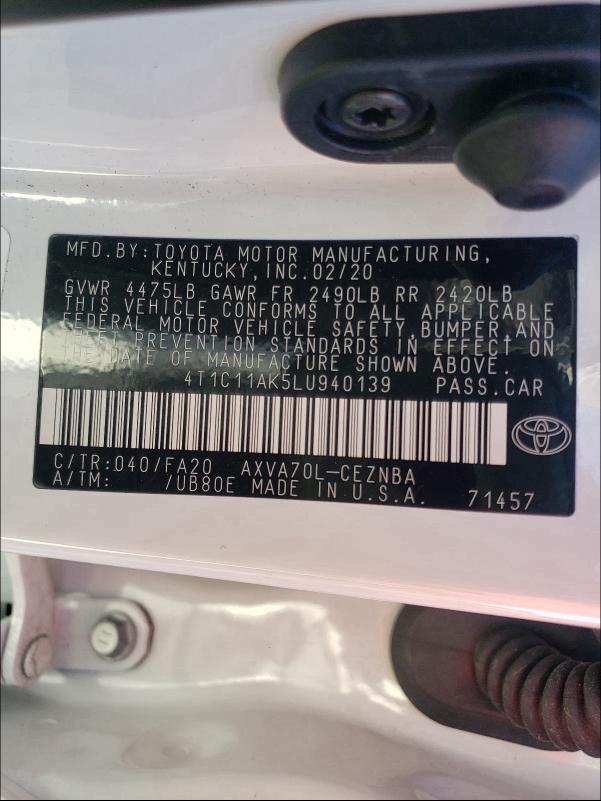 MFD.BY:TOYOTA MOTOR MANUFACTURING,
KENTUCKY,INC.02/20
GVWR 4475LB GAWR FR 2490LB RR 2420LB
THIS VEHICLE CONFORMS TO ALL APPLICABLE
FEDERAL MOTOR VEHICLE SAFETY BUMPER AND
THEFT PREVENTION STANDARDS IN EFFECT ON
THE DATE OF MANUFACTURE SHOWN ABOVE.
4T1C11AK5LU940139 PASS.CAR
C/TR:040/FA20 AXVA70L-CEZNBA
A/TM: /UB80E MADE IN U.S.A. 71457